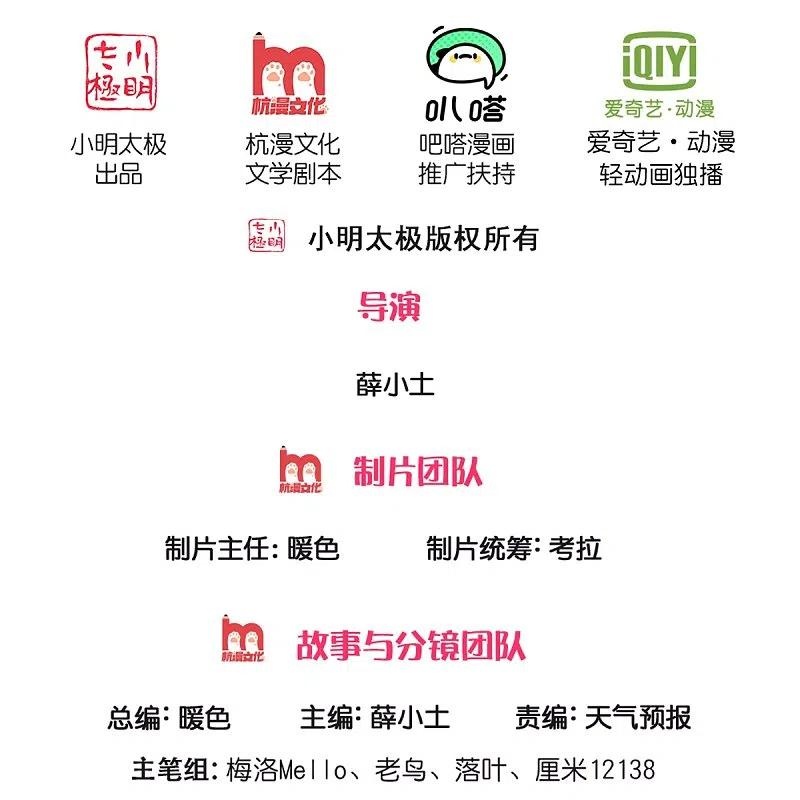 小明太極 杭漫文化 叭嗒 iQIYI
爱奇艺·动漫
小明太极 杭漫文化 吧嗒漫画 爱奇艺·动漫
出品 文学剧本 推广扶持 轻动画独播
小明太極 小明太极版权所有
导演
薛小土
杭漫文化 制片团队
制片主任:暖色 制片统筹:考拉
杭漫文化 故事与分镜团队
总编:暖色 主编:薛小土 责编:天气预报
主笔组:梅洛Mello、老鸟、落叶、厘米12138